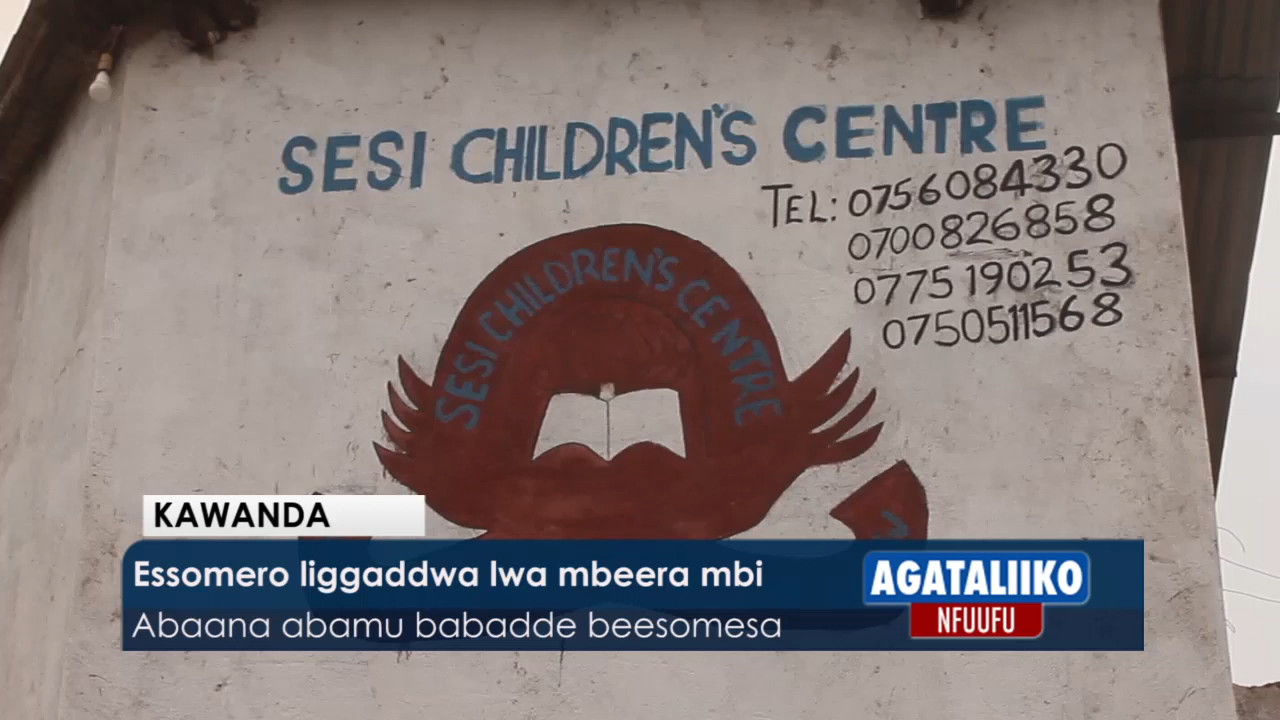 SESI CHILDREN'S CENTRE
TEL: 0756084330
0700826858
0775190253
0750511568
SESI CHILDREN'S CENTRE
KAWANDA
Essomero liggaddwa lwa mbeera mbi
Abaana abamu babadde beesomesa
AGATALIIKO
NFUUFU